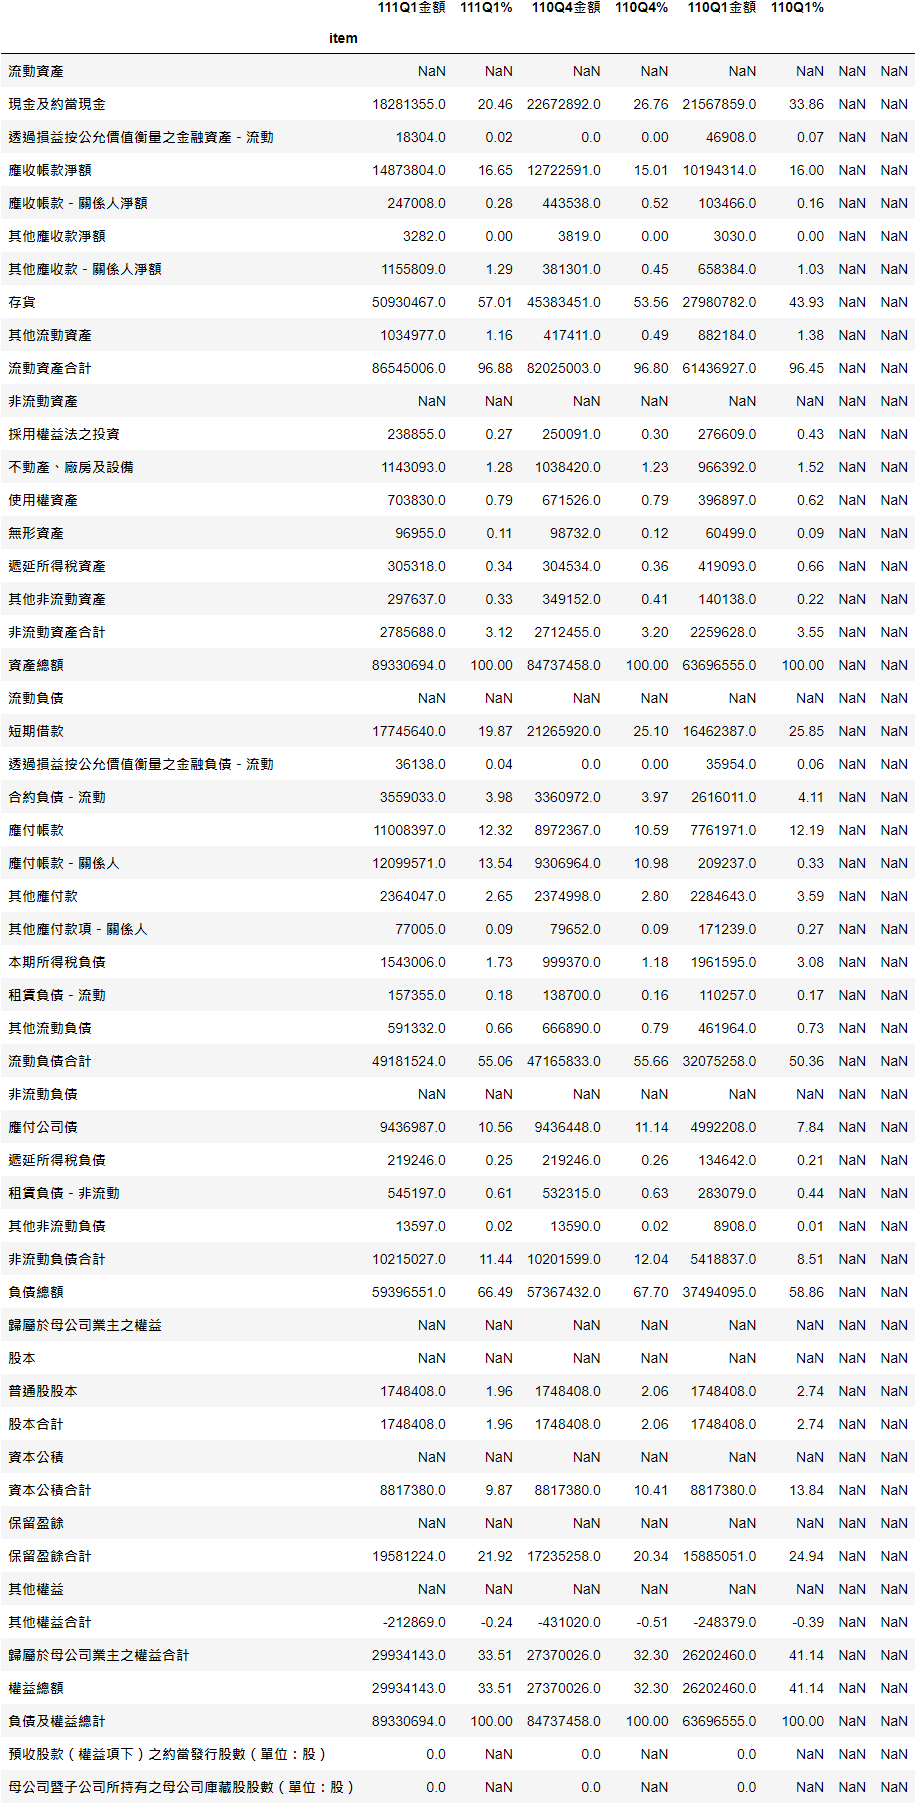 111Q1金額 111Q1% 110Q4金額 110Q4% 110Q1金額 110Q1%
item
流動資產 NaN NaN NaN NaN NaN NaN NaN NaN
現金及約當現金 18281355.0 20.46 22672892.0 26.76 21567859.0 33.86 NaN NaN
透過損益按公允價值衡量之金融資產－流動 18304.0 0.02 0.0 0.00 46908.0 0.07 NaN NaN
應收帳款淨額 14873804.0 16.65 12722591.0 15.01 10194314.0 16.00 NaN NaN
應收帳款－關係人淨額 247008.0 0.28 443538.0 0.52 103466.0 0.16 NaN NaN
其他應收款淨額 3282.0 0.00 3819.0 0.00 3030.0 0.00 NaN NaN
其他應收款－關係人淨額 1155809.0 1.29 381301.0 0.45 658384.0 1.03 NaN NaN
存貨 50930467.0 57.01 45383451.0 53.56 27980782.0 43.93 NaN NaN
其他流動資產 1034977.0 1.16 417411.0 0.49 882184.0 1.38 NaN NaN
流動資產合計 86545006.0 96.88 82025003.0 96.80 61436927.0 96.45 NaN NaN
非流動資產 NaN NaN NaN NaN NaN NaN NaN NaN
採用權益法之投資 238855.0 0.27 250091.0 0.30 276609.0 0.43 NaN NaN
不動產、廠房及設備 1143093.0 1.28 1038420.0 1.23 966392.0 1.52 NaN NaN
使用權資產 703830.0 0.79 671526.0 0.79 396897.0 0.62 NaN NaN
無形資產 96955.0 0.11 98732.0 0.12 60499.0 0.09 NaN NaN
遞延所得稅資產 305318.0 0.34 304534.0 0.36 419093.0 0.66 NaN NaN
其他非流動資產 297637.0 0.33 349152.0 0.41 140138.0 0.22 NaN NaN
非流動資產合計 2785688.0 3.12 2712455.0 3.20 2259628.0 3.55 NaN NaN
資產總額 89330694.0 100.00 84737458.0 100.00 63696555.0 100.00 NaN NaN
流動負債 NaN NaN NaN NaN NaN NaN NaN NaN
短期借款 17745640.0 19.87 21265920.0 25.10 16462387.0 25.85 NaN NaN
透過損益按公允價值衡量之金融負債－流動 36138.0 0.04 0.0 0.00 35954.0 0.06 NaN NaN
合約負債－流動 3559033.0 3.98 3360972.0 3.97 2616011.0 4.11 NaN NaN
應付帳款 11008397.0 12.32 8972367.0 10.59 7761971.0 12.19 NaN NaN
應付帳款－關係人 12099571.0 13.54 9306964.0 10.98 209237.0 0.33 NaN NaN
其他應付款 2364047.0 2.65 2374998.0 2.80 2284643.0 3.59 NaN NaN
其他應付款項－關係人 77005.0 0.09 79652.0 0.09 171239.0 0.27 NaN NaN
本期所得稅負債 1543006.0 1.73 999370.0 1.18 1961595.0 3.08 NaN NaN
租賃負債－流動 157355.0 0.18 138700.0 0.16 110257.0 0.17 NaN NaN
其他流動負債 591332.0 0.66 666890.0 0.79 461964.0 0.73 NaN NaN
流動負債合計 49181524.0 55.06 47165833.0 55.66 32075258.0 50.36 NaN NaN
非流動負債 NaN NaN NaN NaN NaN NaN NaN NaN
應付公司債 9436987.0 10.56 9436448.0 11.14 4992208.0 7.84 NaN NaN
遞延所得稅負債 219246.0 0.25 219246.0 0.26 134642.0 0.21 NaN NaN
租賃負債－非流動 545197.0 0.61 532315.0 0.63 283079.0 0.44 NaN NaN
其他非流動負債 13597.0 0.02 13590.0 0.02 8908.0 0.01 NaN NaN
非流動負債合計 10215027.0 11.44 10201599.0 12.04 5418837.0 8.51 NaN NaN
負債總額 59396551.0 66.49 57367432.0 67.70 37494095.0 58.86 NaN NaN
歸屬於母公司業主之權益 NaN NaN NaN NaN NaN NaN NaN NaN
股本 NaN NaN NaN NaN NaN NaN NaN NaN
普通股股本 1748408.0 1.96 1748408.0 2.06 1748408.0 2.74 NaN NaN
股本合計 1748408.0 1.96 1748408.0 2.06 1748408.0 2.74 NaN NaN
資本公積 NaN NaN NaN NaN NaN NaN NaN NaN
資本公積合計 8817380.0 9.87 8817380.0 10.41 8817380.0 13.84 NaN NaN
保留盈餘 NaN NaN NaN NaN NaN NaN NaN NaN
保留盈餘合計 19581224.0 21.92 17235258.0 20.34 15885051.0 24.94 NaN NaN
其他權益 NaN NaN NaN NaN NaN NaN NaN NaN
其他權益合計 -212869.0 -0.24 -431020.0 -0.51 -248379.0 -0.39 NaN NaN
歸屬於母公司業主之權益合計 29934143.0 33.51 27370026.0 32.30 26202460.0 41.14 NaN NaN
權益總額 29934143.0 33.51 27370026.0 32.30 26202460.0 41.14 NaN NaN
負債及權益總計 89330694.0 100.00 84737458.0 100.00 63696555.0 100.00 NaN NaN
預收股款（權益項下）之約當發行股數（單位：股） 0.0 NaN 0.0 NaN 0.0 NaN NaN NaN
母公司暨子公司所持有之母公司庫藏股股數（單位：股） 0.0 NaN 0.0 NaN 0.0 NaN NaN NaN